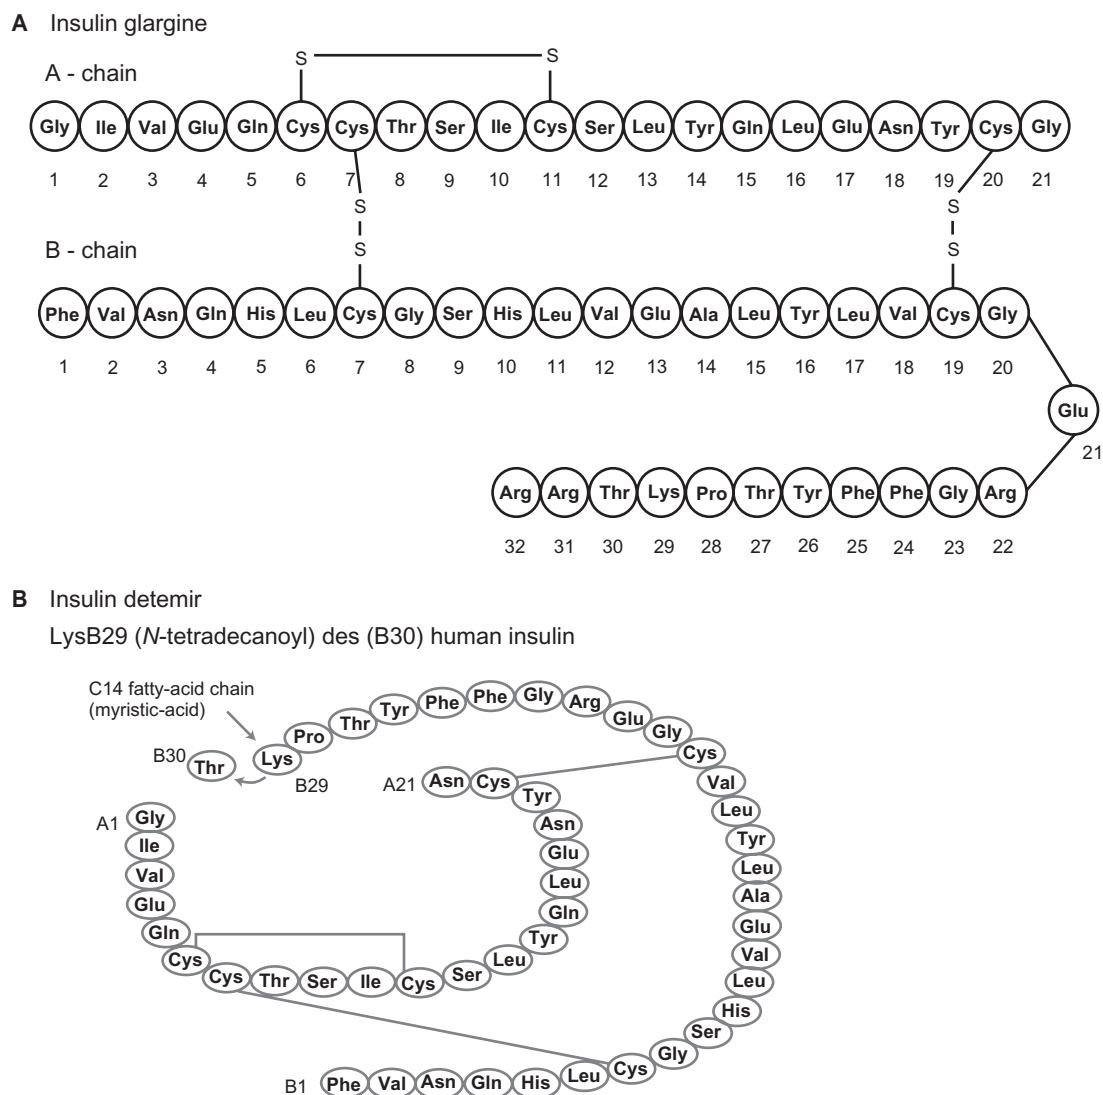 A Insulin glargine
S S
A - chain
Gly Ile Val Glu Gln Cys Cys Thr Ser Ile Cys Ser Leu Tyr Gln Leu Glu Asn Tyr Cys Gly
1 2 3 4 5 6 7 8 9 10 11 12 13 14 15 16 17 18 19 20 21
S S
B - chain
S S
Phe Val Asn Gln His Leu Cys Gly Ser His Leu Val Glu Ala Leu Tyr Leu Val Cys Gly
1 2 3 4 5 6 7 8 9 10 11 12 13 14 15 16 17 18 19 20
Glu
21
Arg Arg Thr Lys Pro Thr Tyr Phe Phe Gly Arg
32 31 30 29 28 27 26 25 24 23 22
B Insulin detemir
LysB29 (N-tetradecanoyl) des (B30) human insulin
C14 fatty-acid chain
(myristic-acid)
B30 Thr
Lys Pro Thr Tyr Phe Phe Gly Arg Glu Gly Cys Val Leu Tyr Leu Ala Glu Val Leu His Ser Gly Cys Leu His Gln Asn Val Phe
B29
B1
A21 Asn Cys Tyr Asn Glu Leu Gln Tyr Leu Ser Cys Ile Ser Thr Cys Cys Gln Glu Val Ile Gly
A1